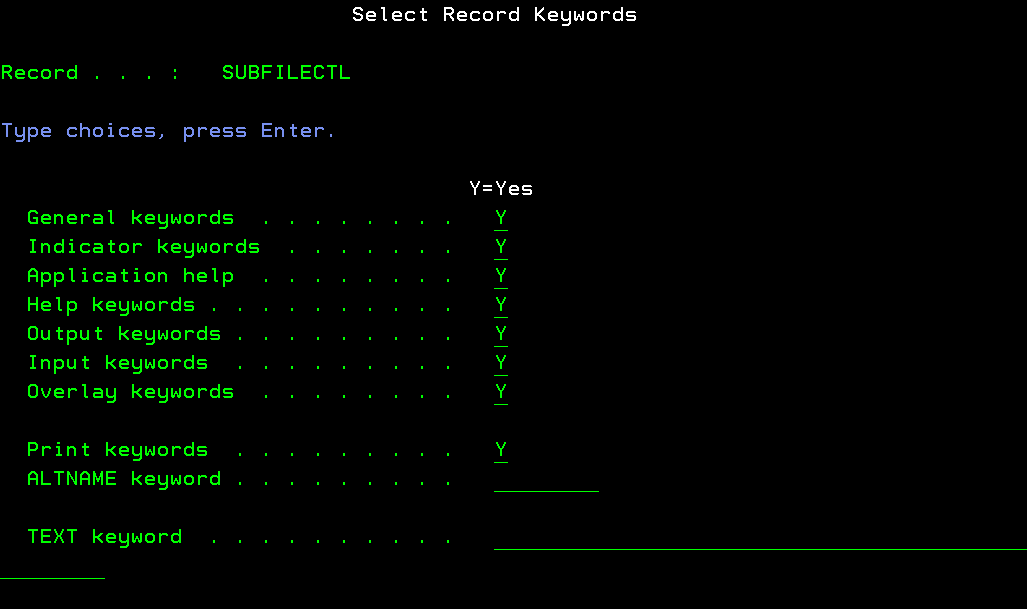 Select Record Keywords
Record . . . :   SUBFILECTL
Type choices, press Enter.
Y=Yes
General keywords  . . . . . . . .   Y
Indicator keywords  . . . . . . .   Y
Application help  . . . . . . . .   Y
Help keywords . . . . . . . . . .   Y
Output keywords . . . . . . . . .   Y
Input keywords  . . . . . . . . .   Y
Overlay keywords  . . . . . . . .   Y
Print keywords  . . . . . . . . .   Y
ALTNAME keyword . . . . . . . . .
TEXT keyword  . . . . . . . . . .